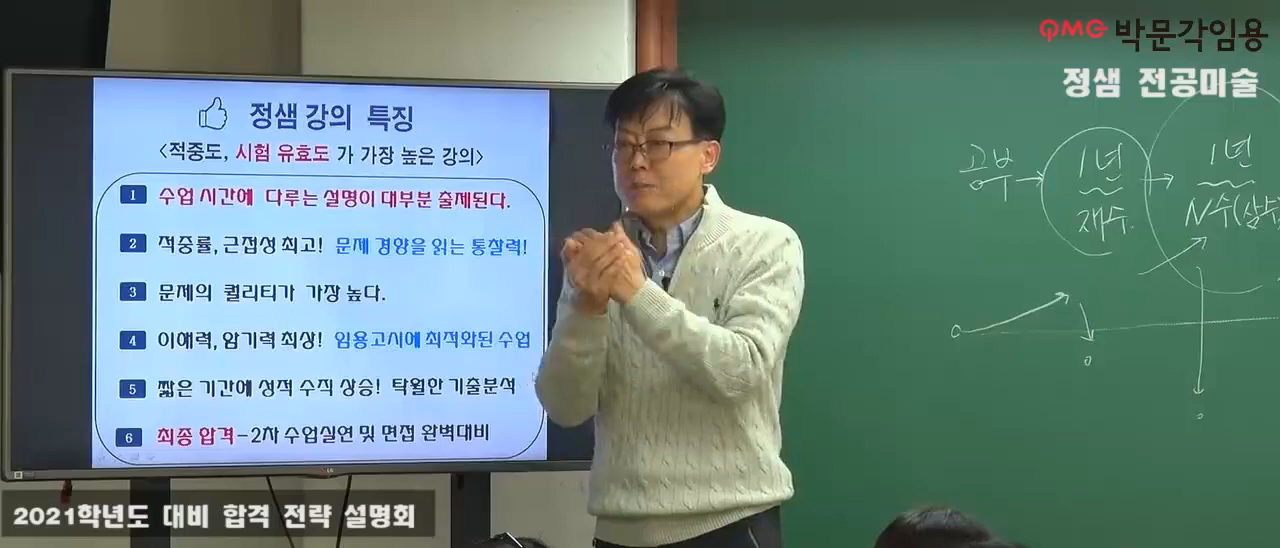 PMG 박문각임용
정샘 전공미술
정샘 강의 특징
<적중도, 시험 유효도 가 가장 높은 강의>
1 수업 시간에 다루는 설명이 대부분 출제된다.
2 적중률, 근접성 최고! 문제 경향을 읽는 통찰력!
3 문제의 퀄리티가 가장 높다.
4 이해력, 암기력 최상! 임용고시에 최적화된 수업
5 짧은 기간에 성적 수직 상승! 탁월한 기출분석
6 최종 합격-2차 수업실연 및 면접 완벽대비
공부 → 1년 → 1년
재수. N수(삼수
LG
2021학년도 대비 합격 전략 설명회